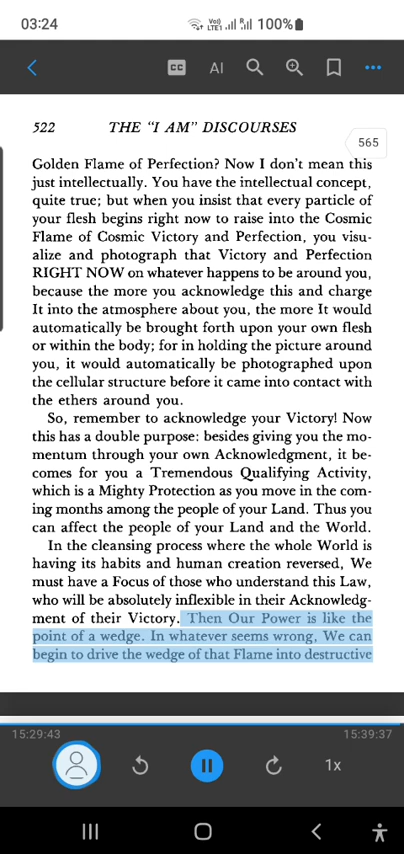 03:24
Vo)) LTE1 R 100%
CC AI
522 THE “I AM” DISCOURSES
565
Golden Flame of Perfection? Now I don’t mean this
just intellectually. You have the intellectual concept,
quite true; but when you insist that every particle of
your flesh begins right now to raise into the Cosmic
Flame of Cosmic Victory and Perfection, you visu-
alize and photograph that Victory and Perfection
RIGHT NOW on whatever happens to be around you,
because the more you acknowledge this and charge
It into the atmosphere about you, the more It would
automatically be brought forth upon your own flesh
or within the body; for in holding the picture around
you, it would automatically be photographed upon
the cellular structure before it came into contact with
the ethers around you.
So, remember to acknowledge your Victory! Now
this has a double purpose: besides giving you the mo-
mentum through your own Acknowledgment, it be-
comes for you a Tremendous Qualifying Activity,
which is a Mighty Protection as you move in the com-
ing months among the people of your Land. Thus you
can affect the people of your Land and the World.
In the cleansing process where the whole World is
having its habits and human creation reversed, We
must have a Focus of those who understand this Law,
who will be absolutely inflexible in their Acknowledg-
ment of their Victory. Then Our Power is like the
point of a wedge. In whatever seems wrong, We can
begin to drive the wedge of that Flame into destructive
15:29:43 15:39:37
1x